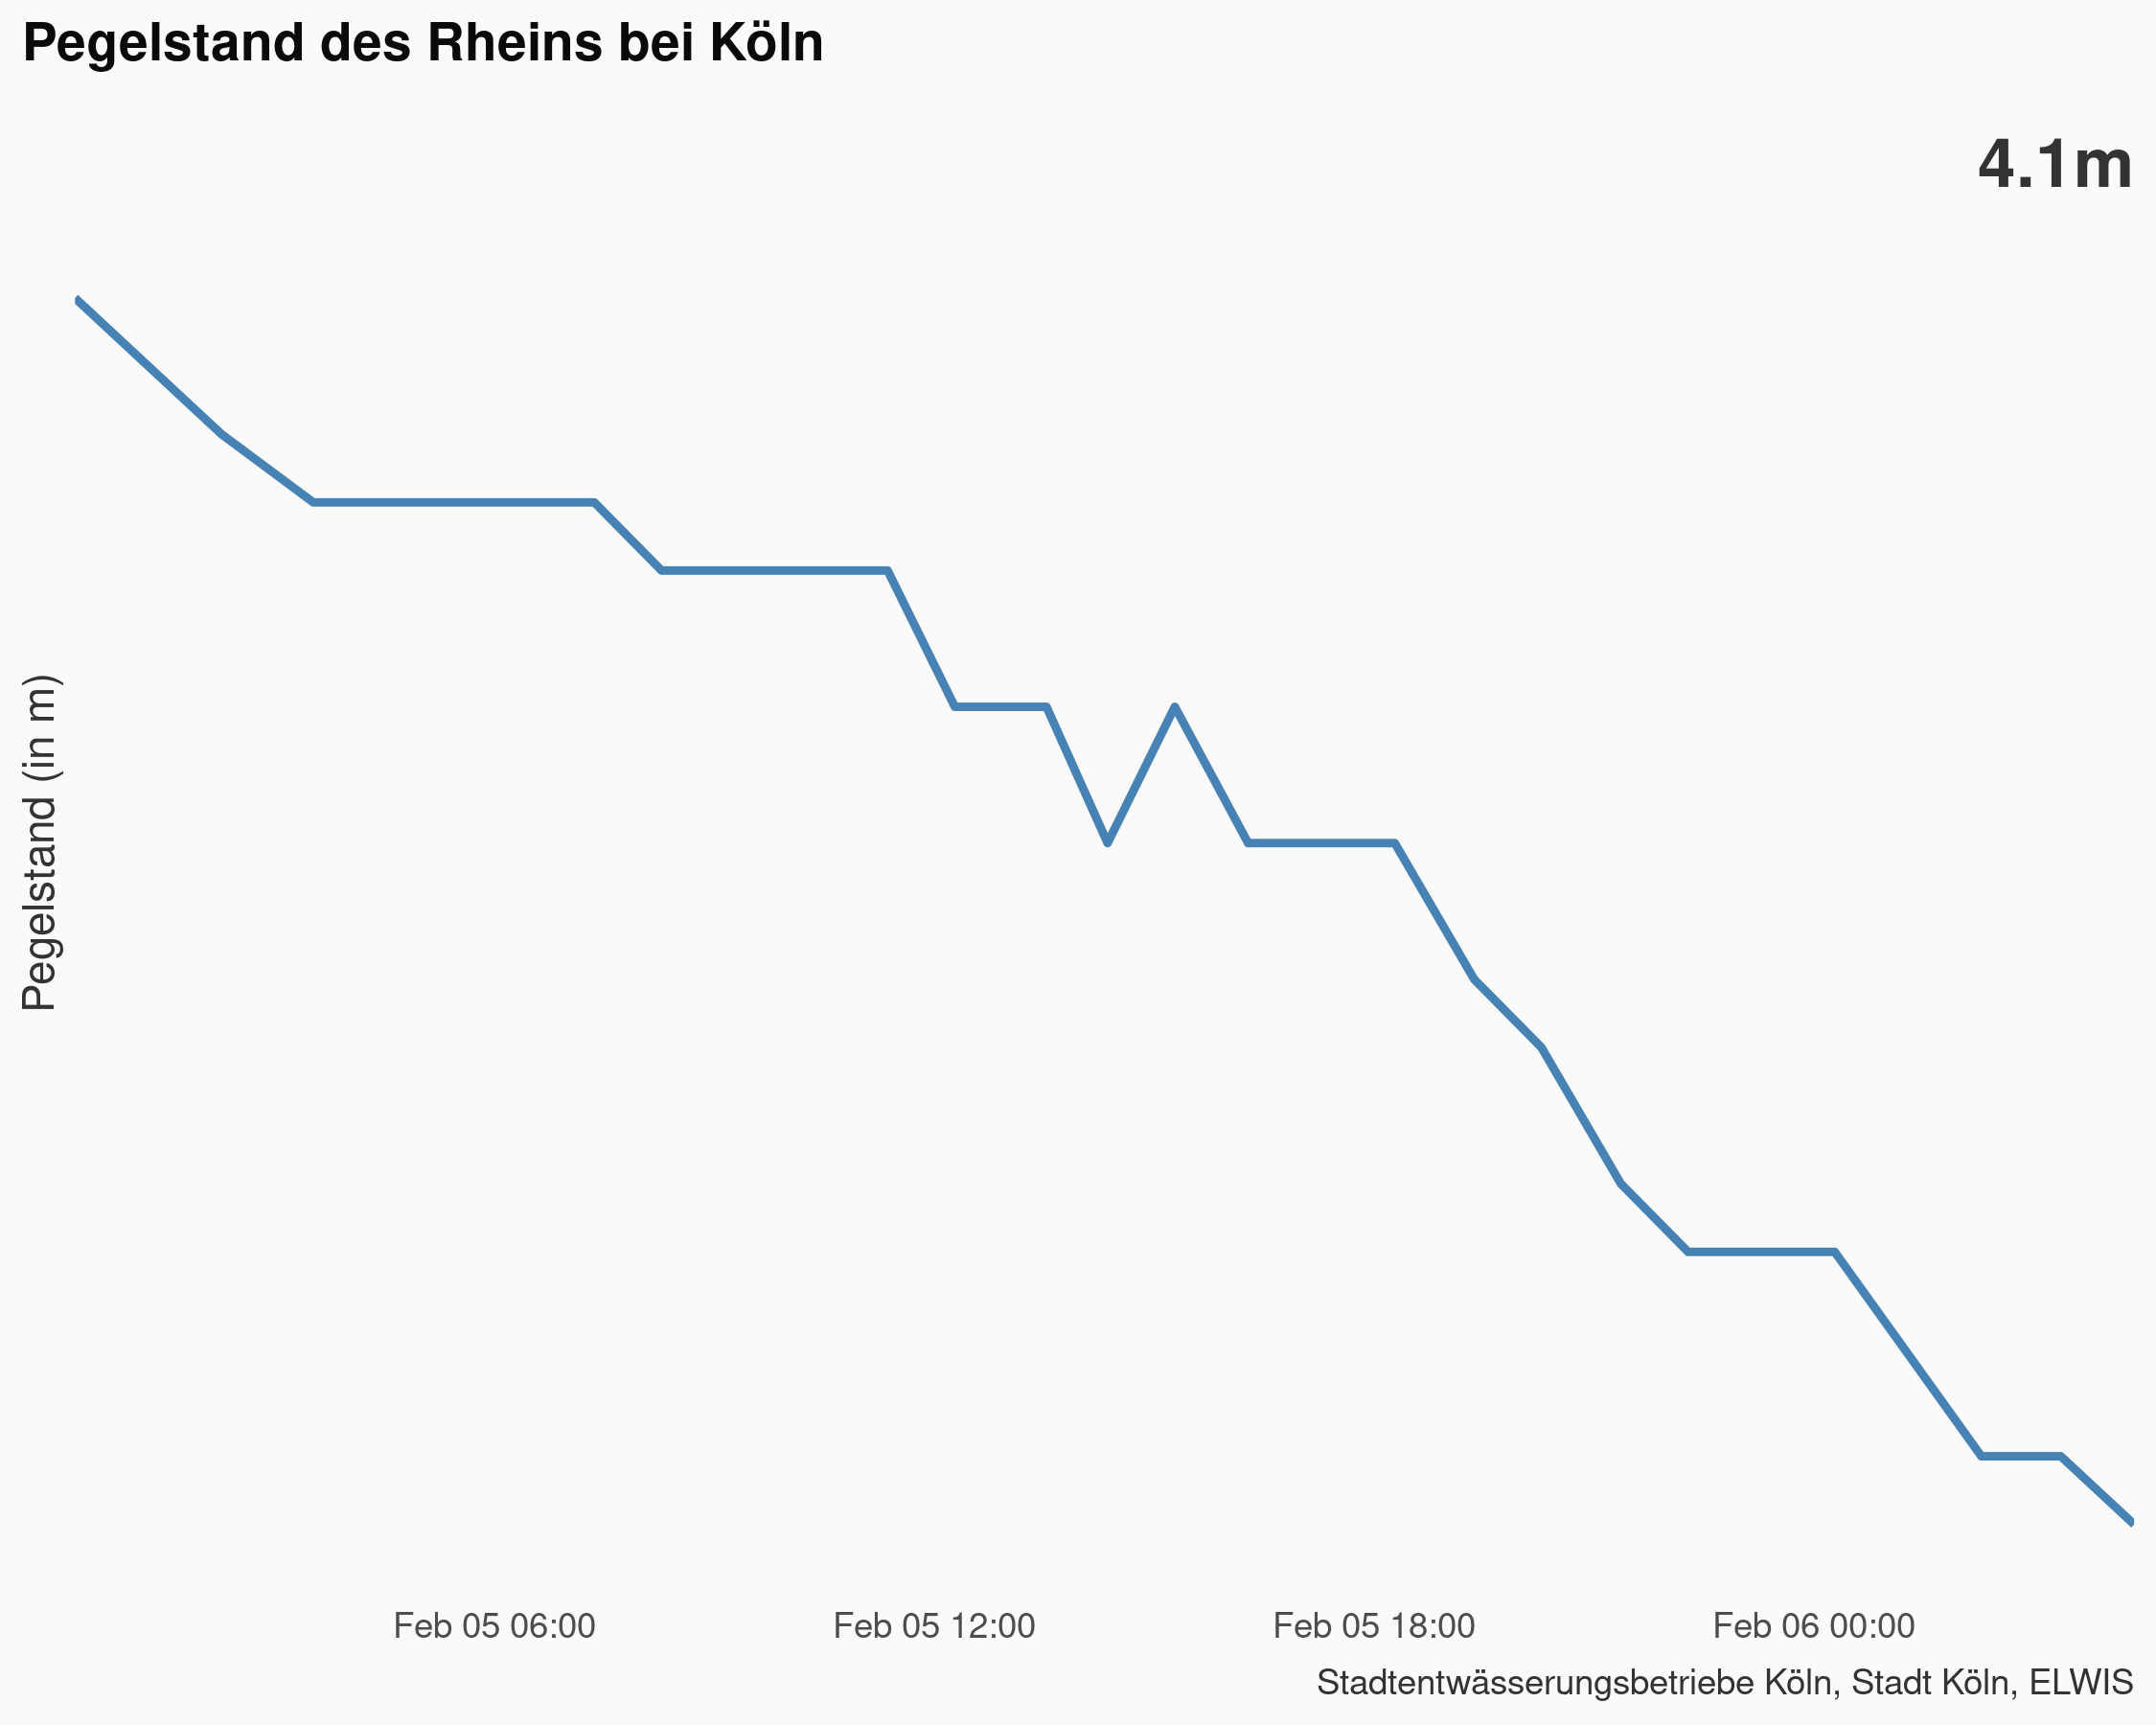 Pegelstand des Rheins bei Köln
4.1m
Pegelstand (in m)
Feb 05 06:00
Feb 05 12:00
Feb 05 18:00
Feb 06 00:00
Stadtentwässerungsbetriebe Köln, Stadt Köln, ELWIS